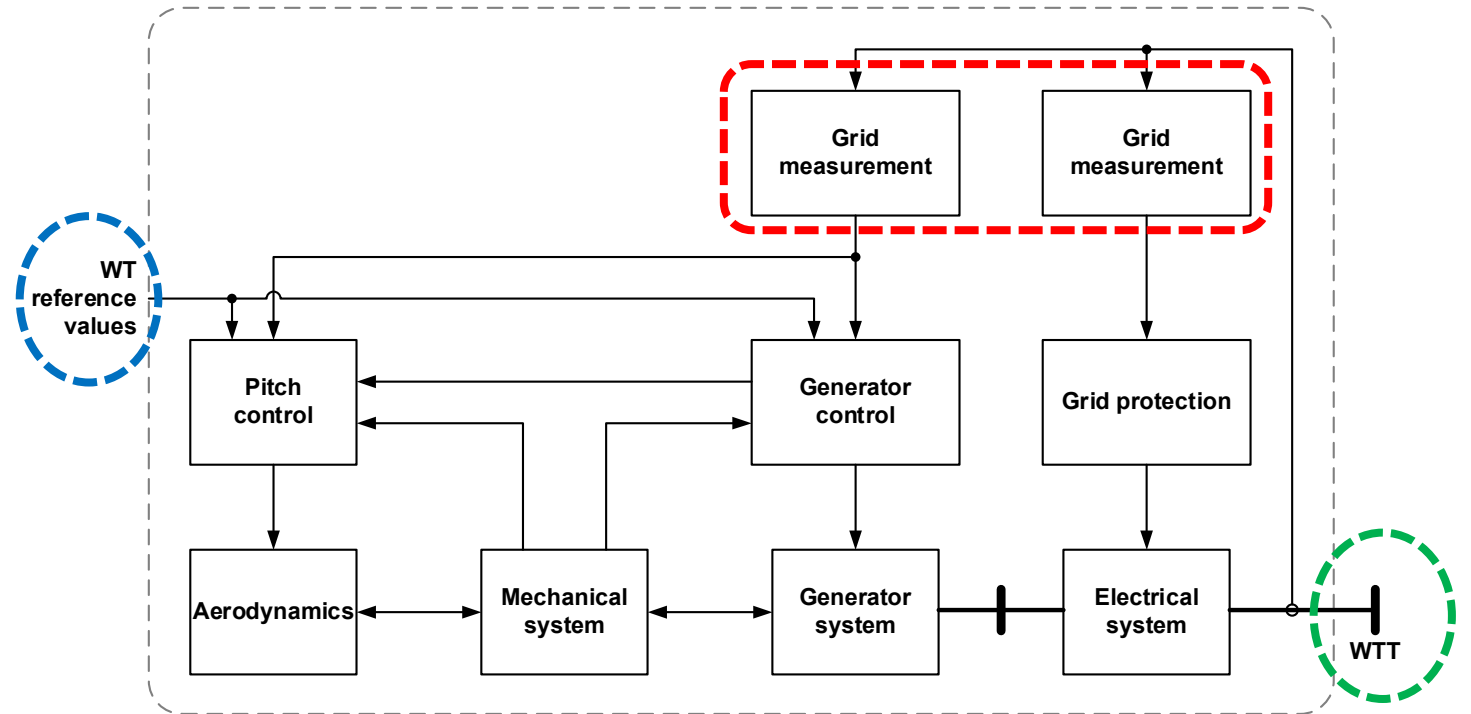 Grid
measurement
Grid
measurement
WT
reference
values
Pitch
control
Generator
control
Grid protection
Aerodynamics
Mechanical
system
Generator
system
Electrical
system
WTT